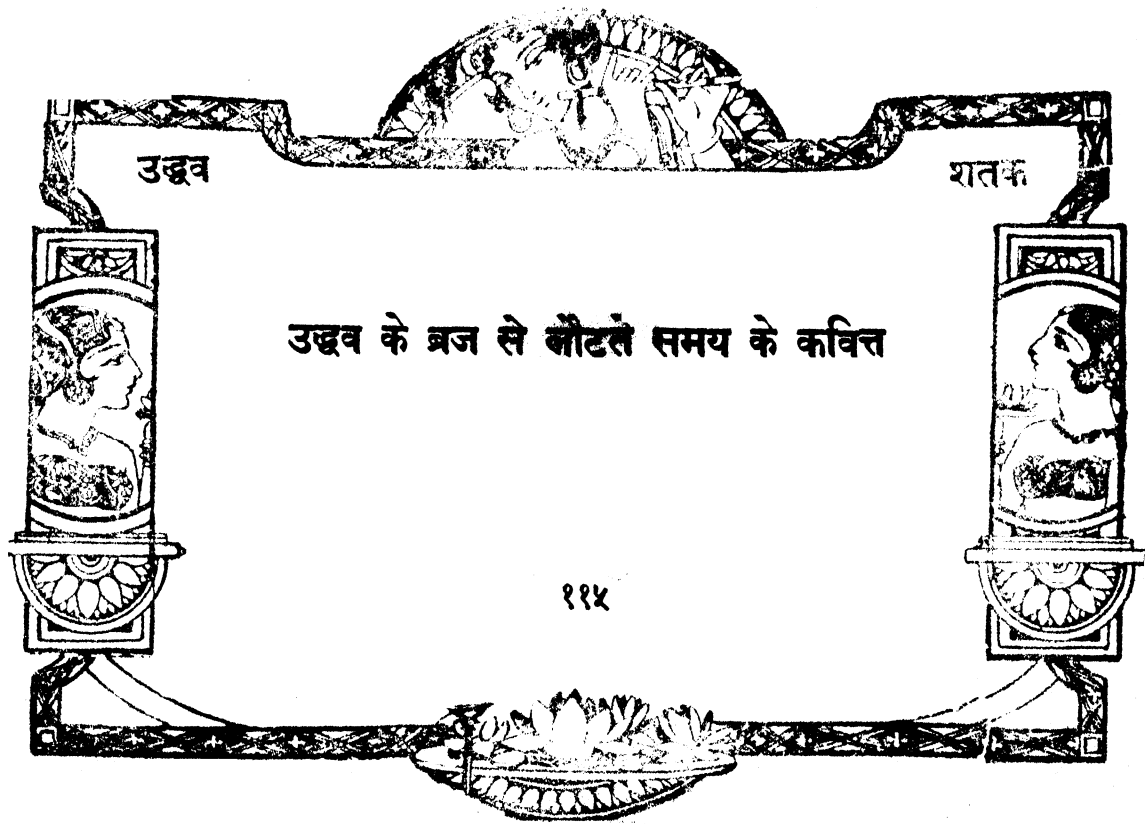 उद्धव शतक
उद्धव के ब्रज से लौटते समय के कवित्त
११५